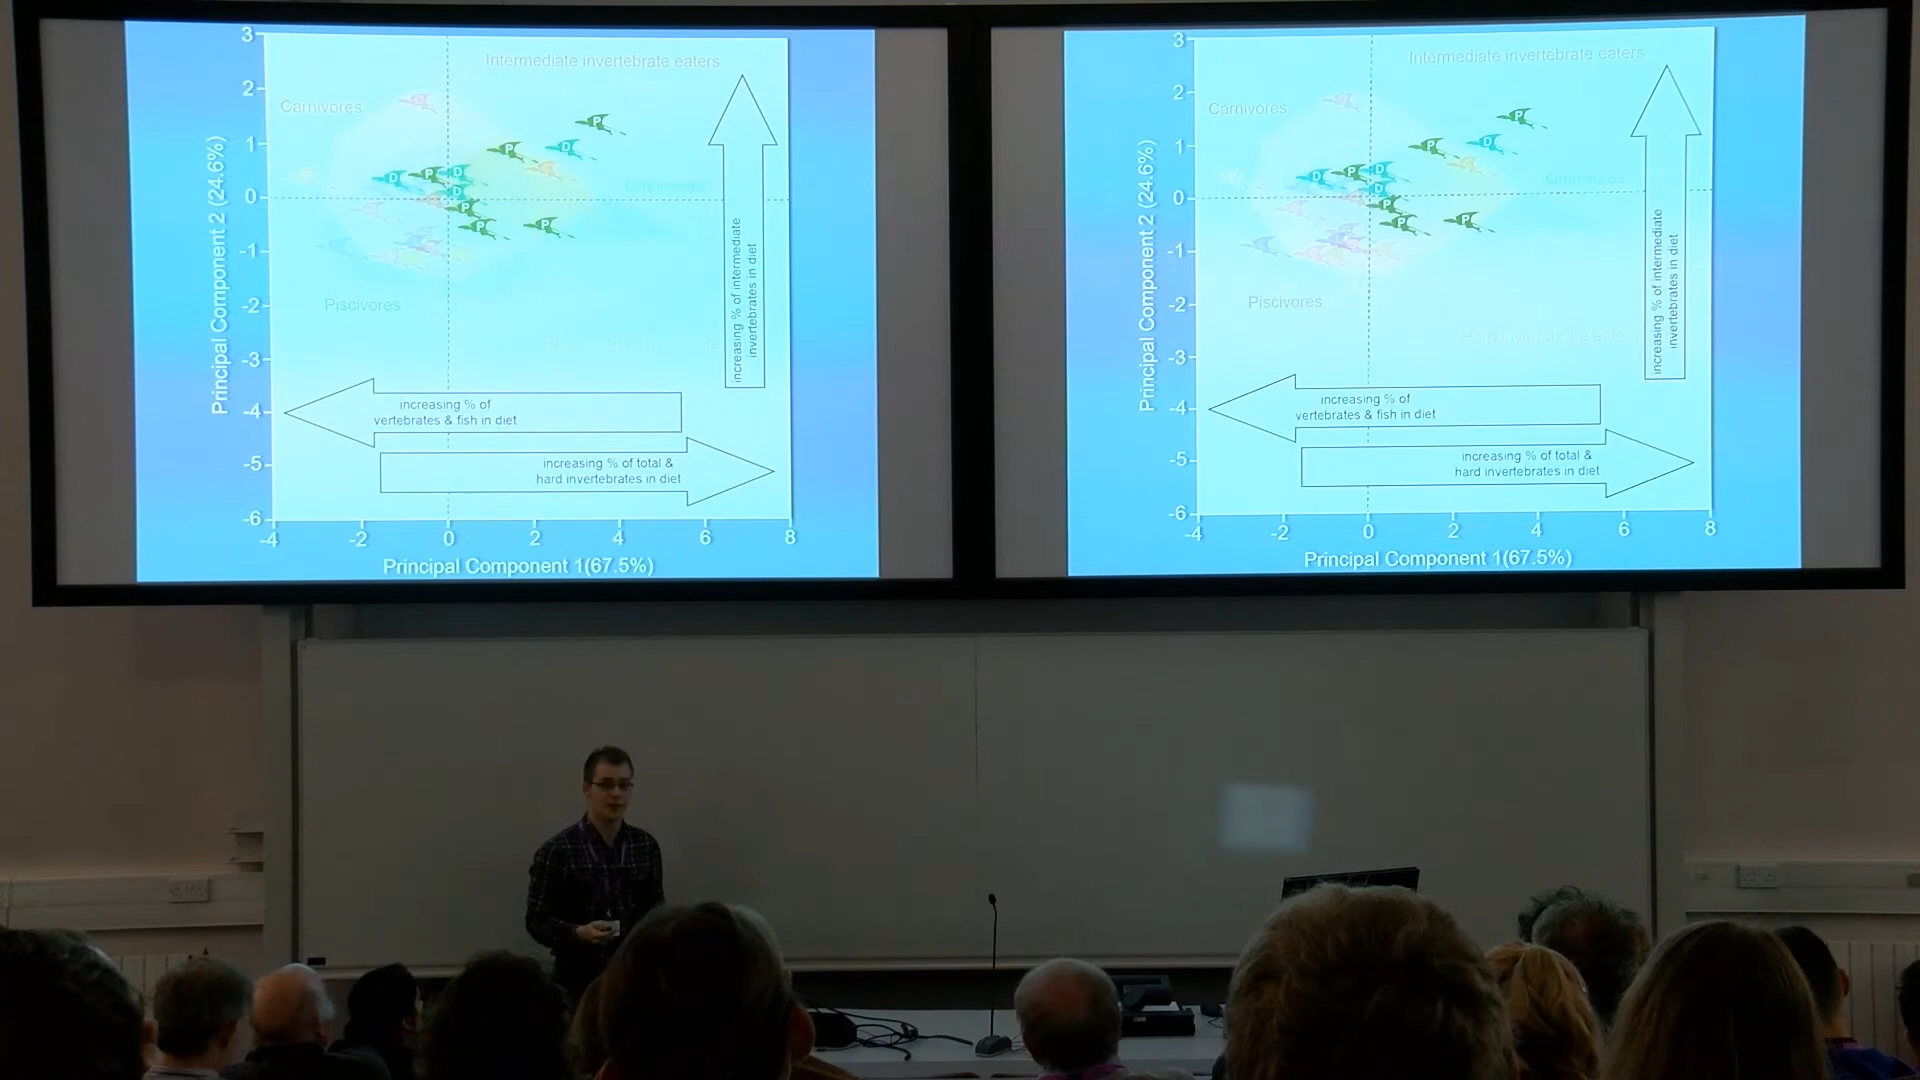 3
2
1
0
-1
-2
-3
-4
-5
-6
Principal Component 2 (24.6%)
Intermediate invertebrate eaters
Carnivores
P
P
D
D
P
D
D
P
P
P
Omnivores
Piscivores
increasing % of intermediate
invertebrates in diet
increasing % of
vertebrates & fish in diet
increasing % of total &
hard invertebrates in diet
-4
-2
0
2
4
6
8
Principal Component 1(67.5%)
3
2
1
0
-1
-2
-3
-4
-5
-6
Principal Component 2 (24.6%)
Intermediate invertebrate eaters
Carnivores
P
P
D
D
P
D
D
P
P
P
Omnivores
Piscivores
Hard invertebrate eaters
increasing % of intermediate
invertebrates in diet
increasing % of
vertebrates & fish in diet
increasing % of total &
hard invertebrates in diet
-4
-2
0
2
4
6
8
Principal Component 1(67.5%)